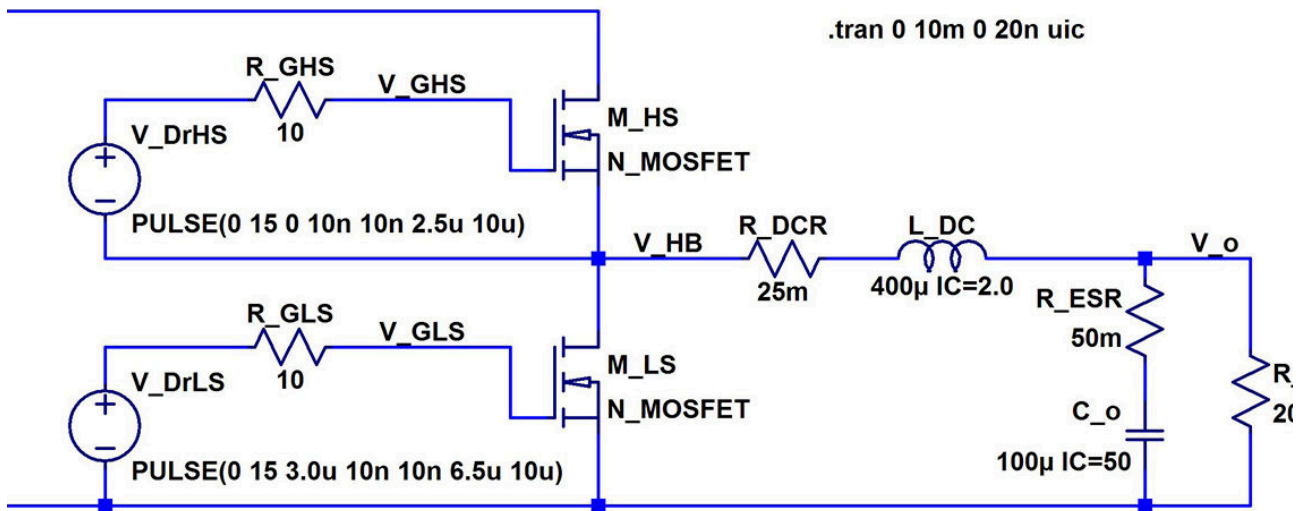 .tran 0 10m 0 20n uic
R_GHS
V_GHS
10
V_DrHS
M_HS
N_MOSFET
PULSE(0 15 0 10n 10n 2.5u 10u)
V_HB
R_DCR
25m
L_DC
400µ IC=2.0
V_o
R_ESR
50m
R_GLS
V_GLS
10
V_DrLS
M_LS
N_MOSFET
PULSE(0 15 3.0u 10n 10n 6.5u 10u)
C_o
100µ IC=50